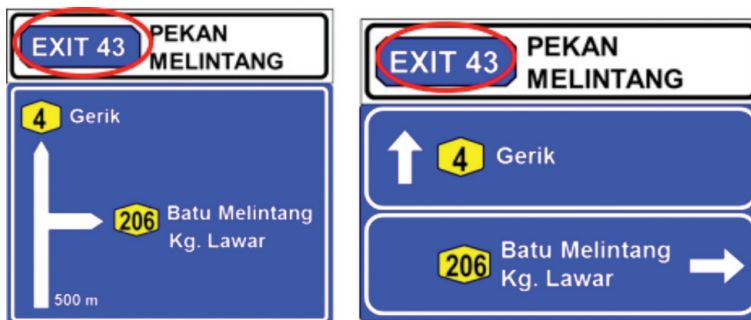 EXIT 43
PEKAN
MELINTANG
4 Gerik
206 Batu Melintang
Kg. Lawar
500 m
EXIT 43
PEKAN
MELINTANG
4 Gerik
206 Batu Melintang
Kg. Lawar